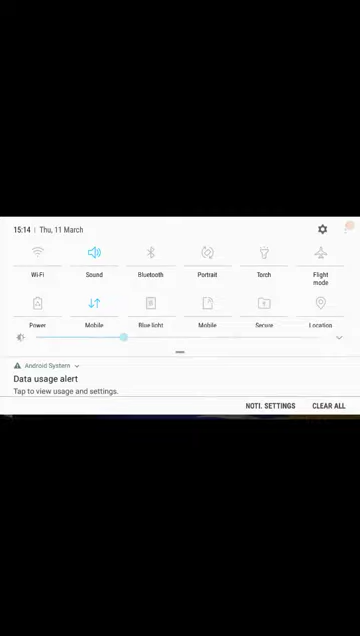 15:14 | Thu, 11 March
Wi-Fi Sound Bluetooth Portrait Torch Flight mode
Power Mobile Blue light Mobile Secure Location
Android System
Data usage alert
Tap to view usage and settings.
NOTI. SETTINGS CLEAR ALL